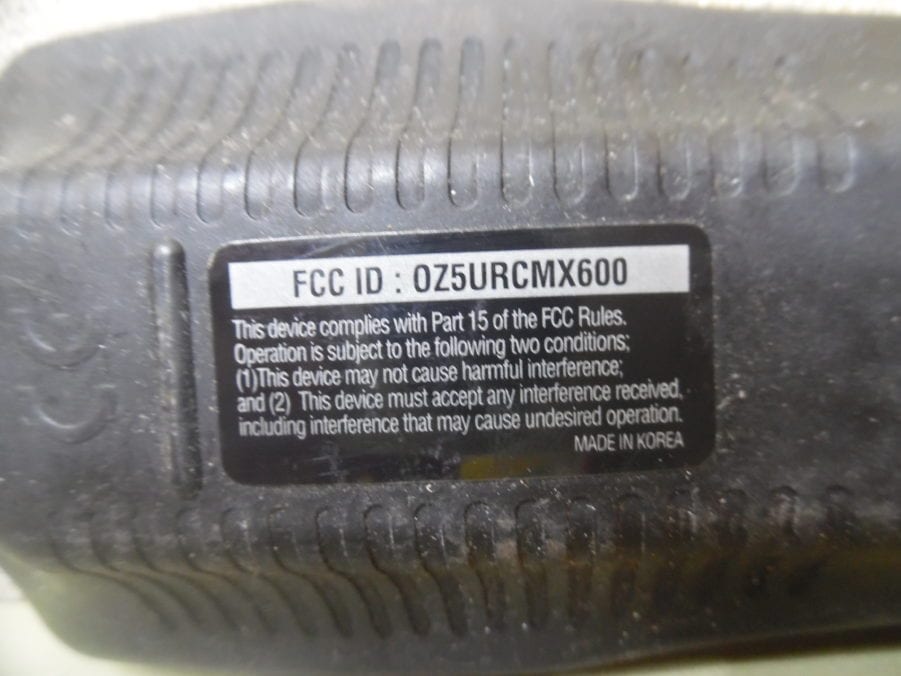 FCC ID : OZ5URCMX600
This device complies with Part 15 of the FCC Rules.
Operation is subject to the following two conditions;
(1)This device may not cause harmful interference;
and (2) This device must accept any interference received,
including interference that may cause undesired operation.
MADE IN KOREA